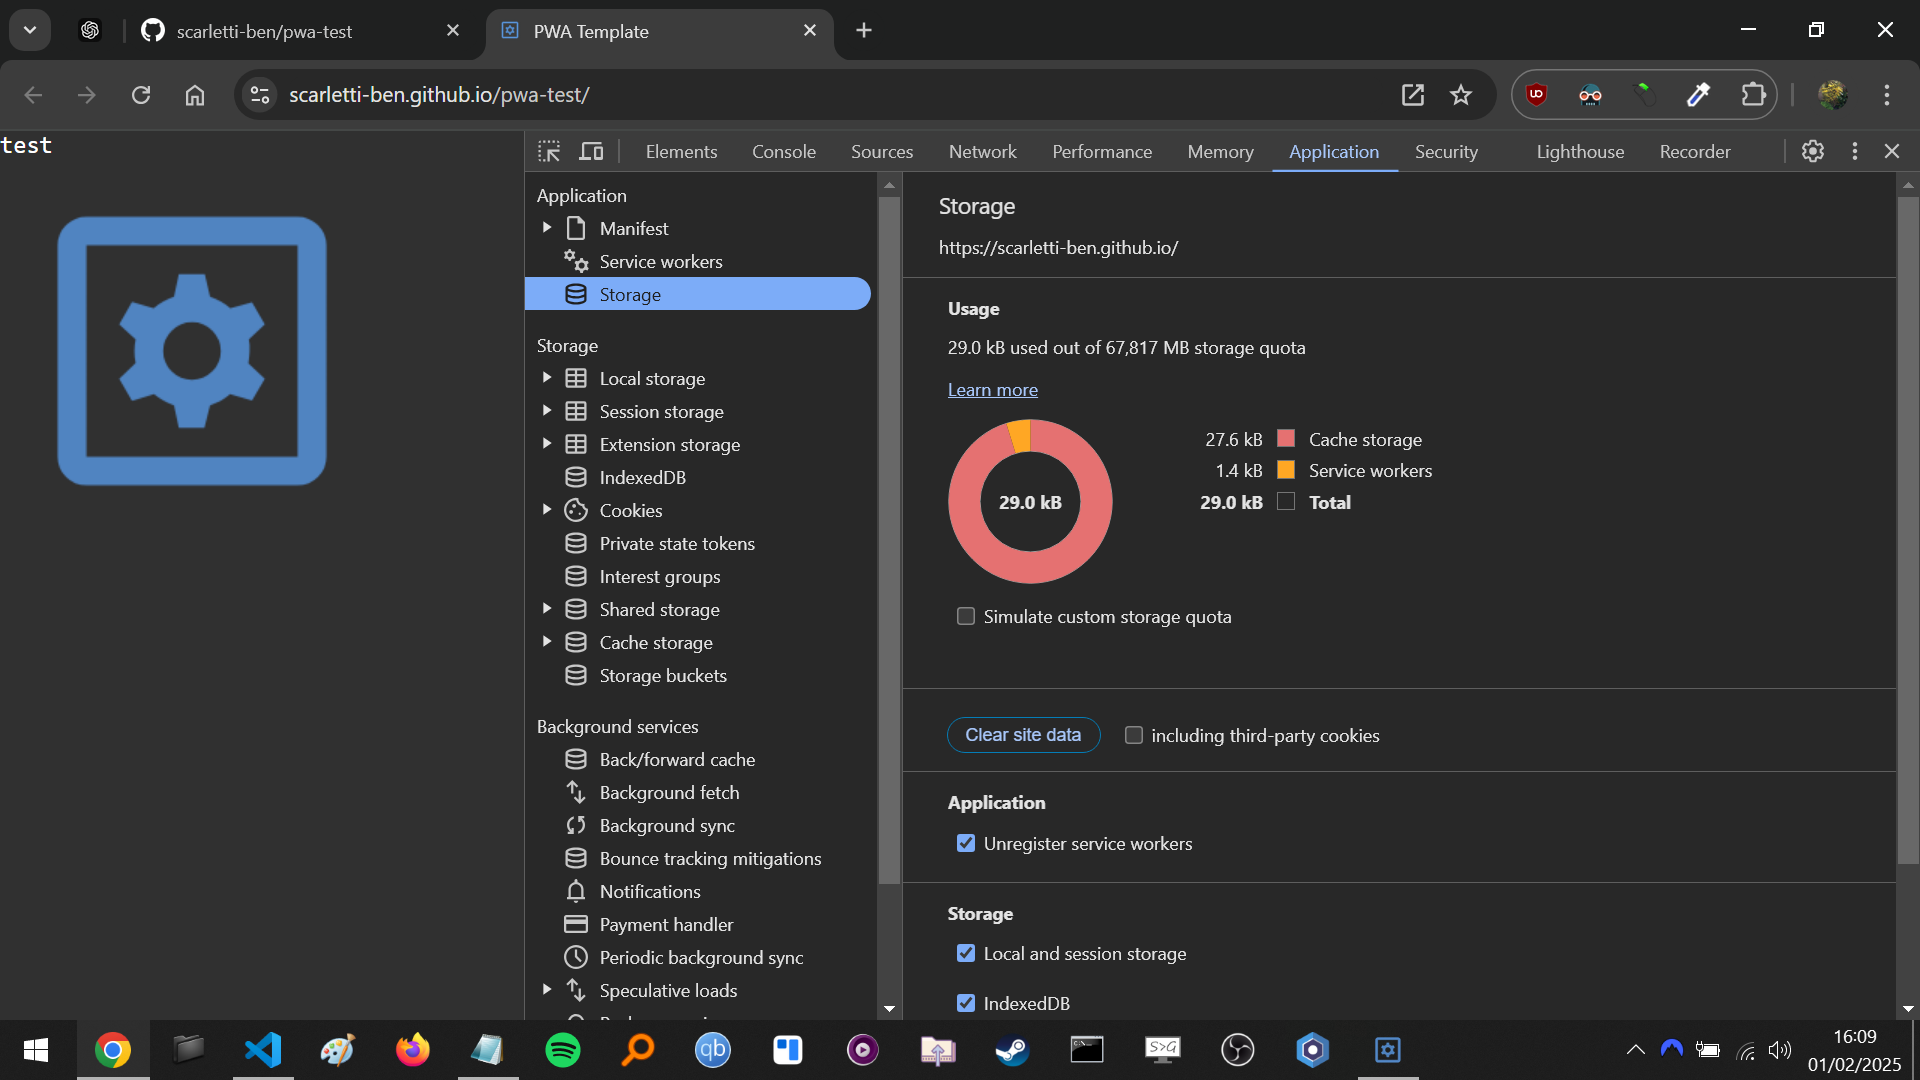 scarletti-ben/pwa-test
PWA Template
scarletti-ben.github.io/pwa-test/
test
Elements
Console
Sources
Network
Performance
Memory
Application
Security
Lighthouse
Recorder
Application
Manifest
Service workers
Storage
Storage
Local storage
Session storage
Extension storage
IndexedDB
Cookies
Private state tokens
Interest groups
Shared storage
Cache storage
Storage buckets
Background services
Back/forward cache
Background fetch
Background sync
Bounce tracking mitigations
Notifications
Payment handler
Periodic background sync
Speculative loads
Storage
https://scarletti-ben.github.io/
Usage
29.0 kB used out of 67,817 MB storage quota
Learn more
29.0 kB
27.6 kB Cache storage
1.4 kB Service workers
29.0 kB Total
Simulate custom storage quota
Clear site data
including third-party cookies
Application
Unregister service workers
Storage
Local and session storage
IndexedDB
qb
S>G
16:09
01/02/2025